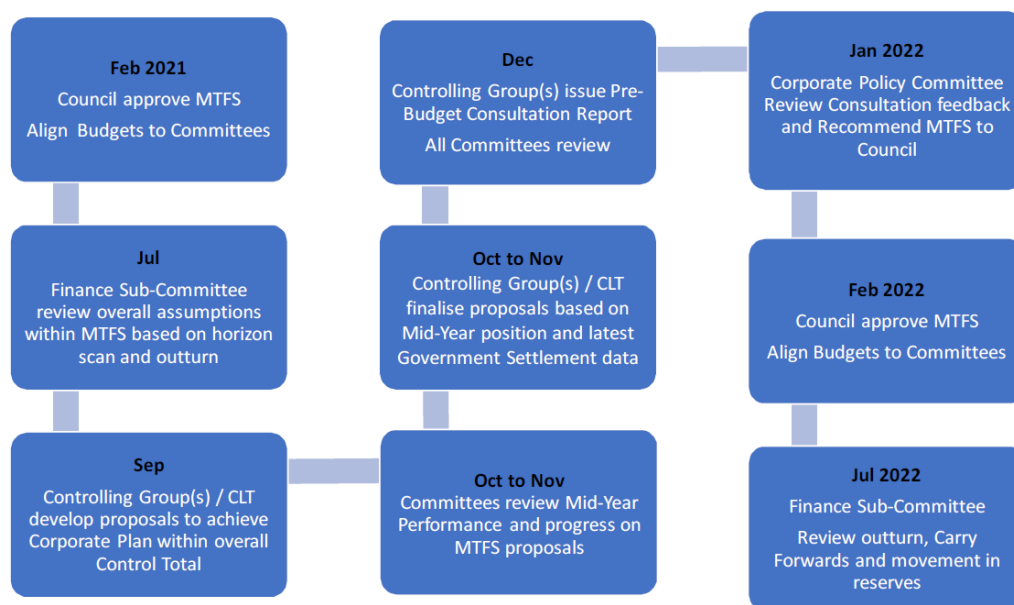 Feb 2021
Council approve MTFS
Align Budgets to Committees
Jul
Finance Sub-Committee
review overall assumptions
within MTFS based on horizon
scan and outturn
Sep
Controlling Group(s) / CLT
develop proposals to achieve
Corporate Plan within overall
Control Total
Oct to Nov
Committees review Mid-Year
Performance and progress on
MTFS proposals
Oct to Nov
Controlling Group(s) / CLT
finalise proposals based on
Mid-Year position and latest
Government Settlement data
Dec
Controlling Group(s) issue Pre-
Budget Consultation Report
All Committees review
Jan 2022
Corporate Policy Committee
Review Consultation feedback
and Recommend MTFS to
Council
Feb 2022
Council approve MTFS
Align Budgets to Committees
Jul 2022
Finance Sub-Committee
Review outturn, Carry
Forwards and movement in
reserves